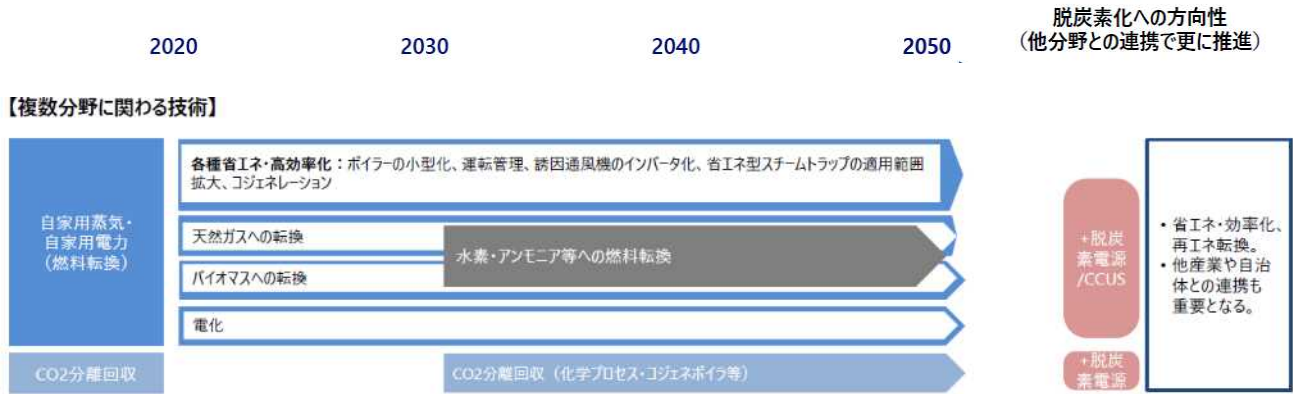 2020
2030
2040
2050
脱炭素化への方向性
（他分野との連携で更に推進）
【複数分野に関わる技術】
自家用蒸気・
自家用電力
（燃料転換）
各種省エネ・高効率化：ボイラーの小型化、運転管理、誘因通風機のインバータ化、省エネ型スチームトラップの適用範囲
拡大、コジェネレーション
天然ガスへの転換
水素・アンモニア等への燃料転換
バイオマスへの転換
電化
+脱炭
素電源
/CCUS
・省エネ・効率化、
再エネ転換。
・他産業や自治
体との連携も
重要となる。
CO2分離回収
CO2分離回収（化学プロセス・コジェネボイラ等）
+脱炭
素電源